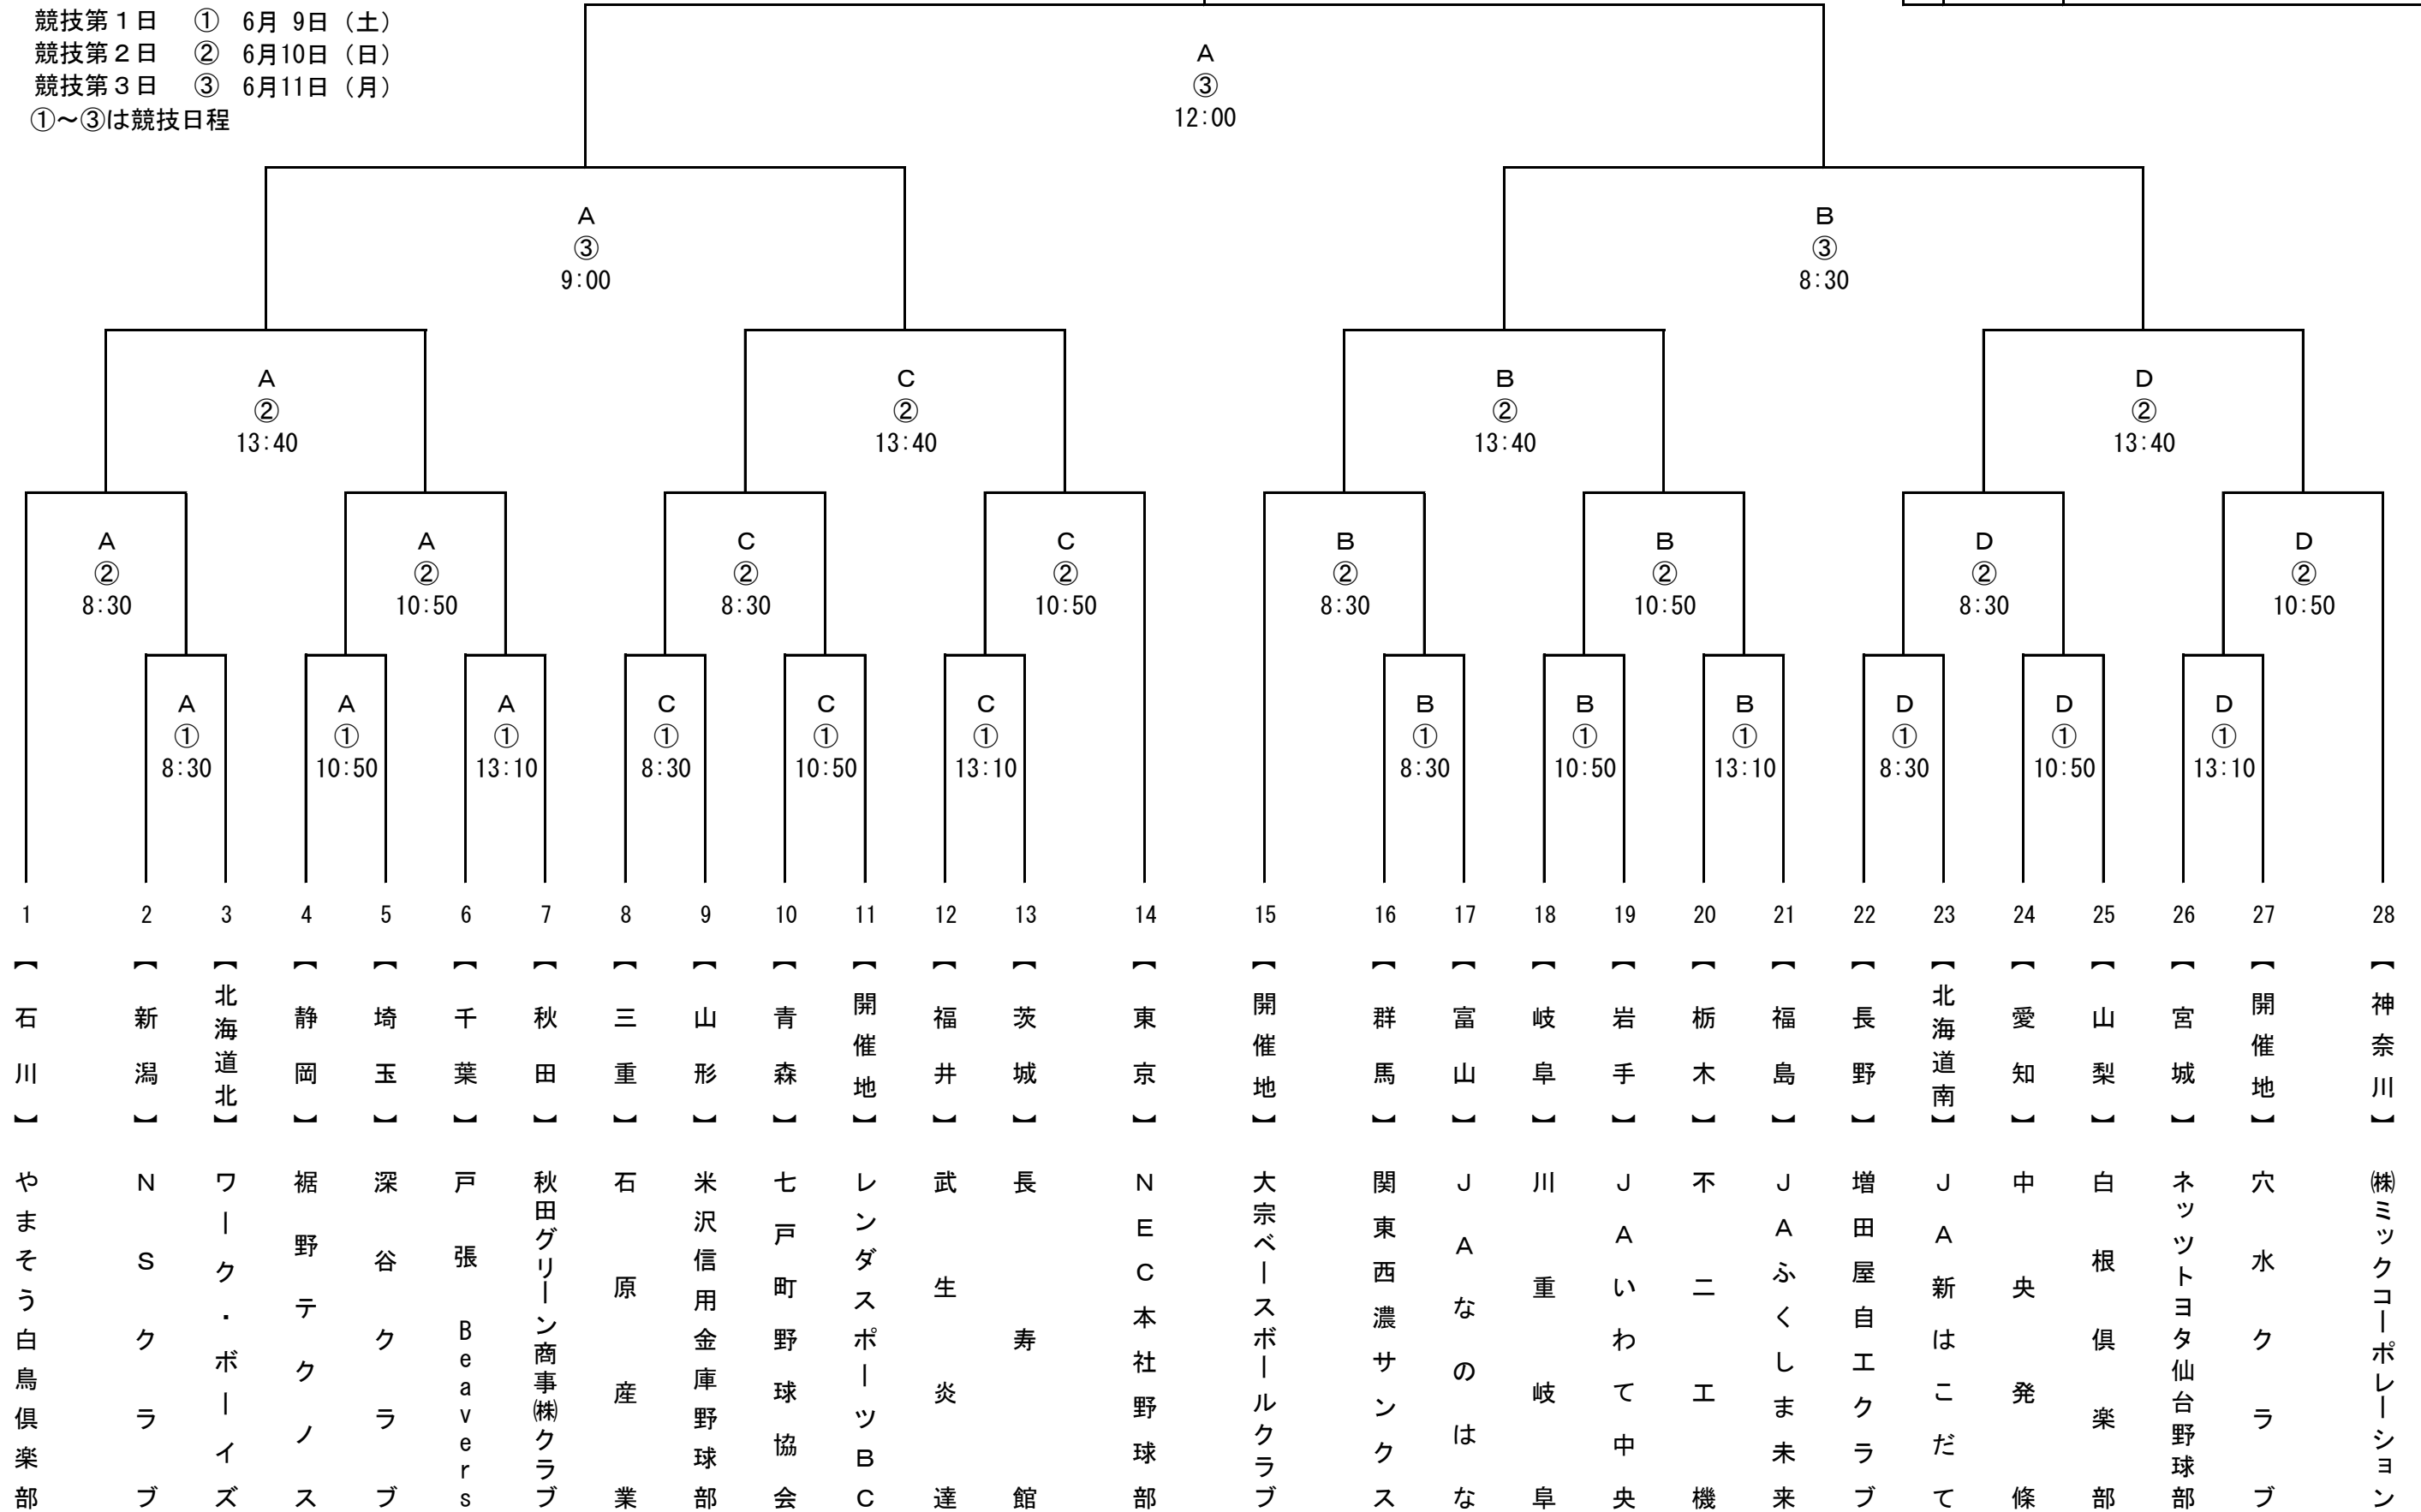 競技第１日　① 6月 9日（土）
競技第２日　② 6月10日（日）
競技第３日　③ 6月11日（月）
①～③は競技日程
Ａ
③
12:00
Ａ
③
9:00
Ｂ
③
8:30
Ａ
②
13:40
Ｃ
②
13:40
Ｂ
②
13:40
Ｄ
②
13:40
Ａ
②
8:30
Ａ
②
10:50
Ｃ
②
8:30
Ｃ
②
10:50
Ｂ
②
8:30
Ｂ
②
10:50
Ｄ
②
8:30
Ｄ
②
10:50
Ａ
①
8:30
Ａ
①
10:50
Ａ
①
13:10
Ｃ
①
8:30
Ｃ
①
10:50
Ｃ
①
13:10
Ｂ
①
8:30
Ｂ
①
10:50
Ｂ
①
13:10
Ｄ
①
8:30
Ｄ
①
10:50
Ｄ
①
13:10
1 【石川】 やまそう白鳥倶楽部
2 【新潟】 ＮＳクラブ
3 【北海道北】 ワーク・ボーイズ
4 【静岡】 裾野テクノス
5 【埼玉】 深谷クラブ
6 【千葉】 戸張 Beavers
7 【秋田】 秋田グリーン商事㈱クラブ
8 【三重】 石原産業
9 【山形】 米沢信用金庫野球部
10 【青森】 七戸町野球協会
11 【開催地】 レンダスポーツＢＣ
12 【福井】 武生炎達
13 【茨城】 長寿館
14 【東京】 ＮＥＣ本社野球部
15 【開催地】 大宗ベースボールクラブ
16 【群馬】 関東西濃サンクス
17 【富山】 ＪＡなのはな
18 【岐阜】 川重岐阜
19 【岩手】 ＪＡいわて中央
20 【栃木】 不二工機
21 【福島】 ＪＡふくしま未来
22 【長野】 増田屋自工クラブ
23 【北海道南】 ＪＡ新はこだて
24 【愛知】 中央発條
25 【山梨】 白根倶楽部
26 【宮城】 ネッツトヨタ仙台野球部
27 【開催地】 穴水クラブ
28 【神奈川】 ㈱ミックコーポレーション